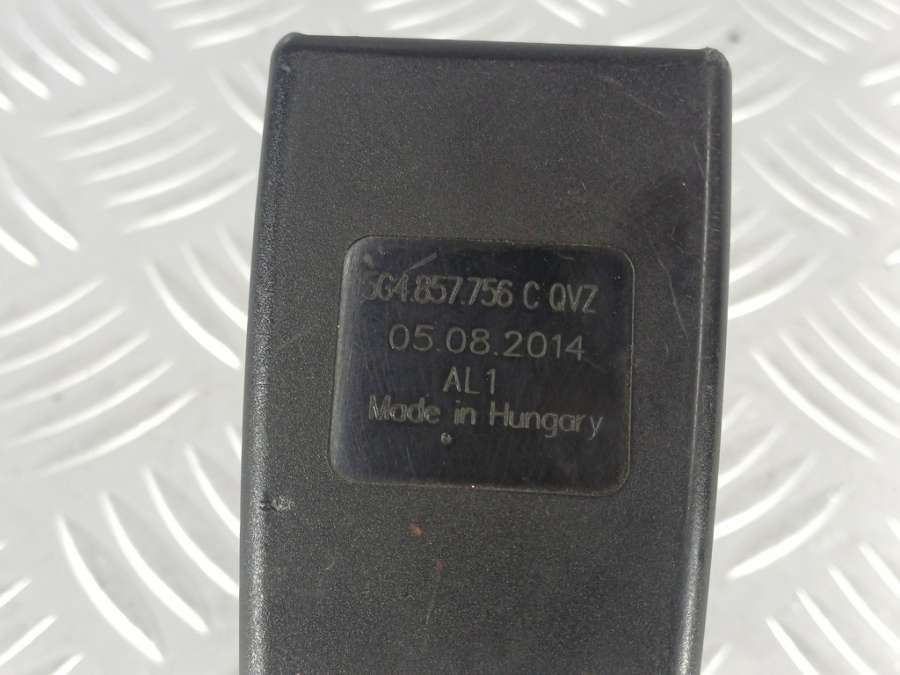 5G4.857.756 C QVZ
05.08.2014
AL1
Made in Hungary